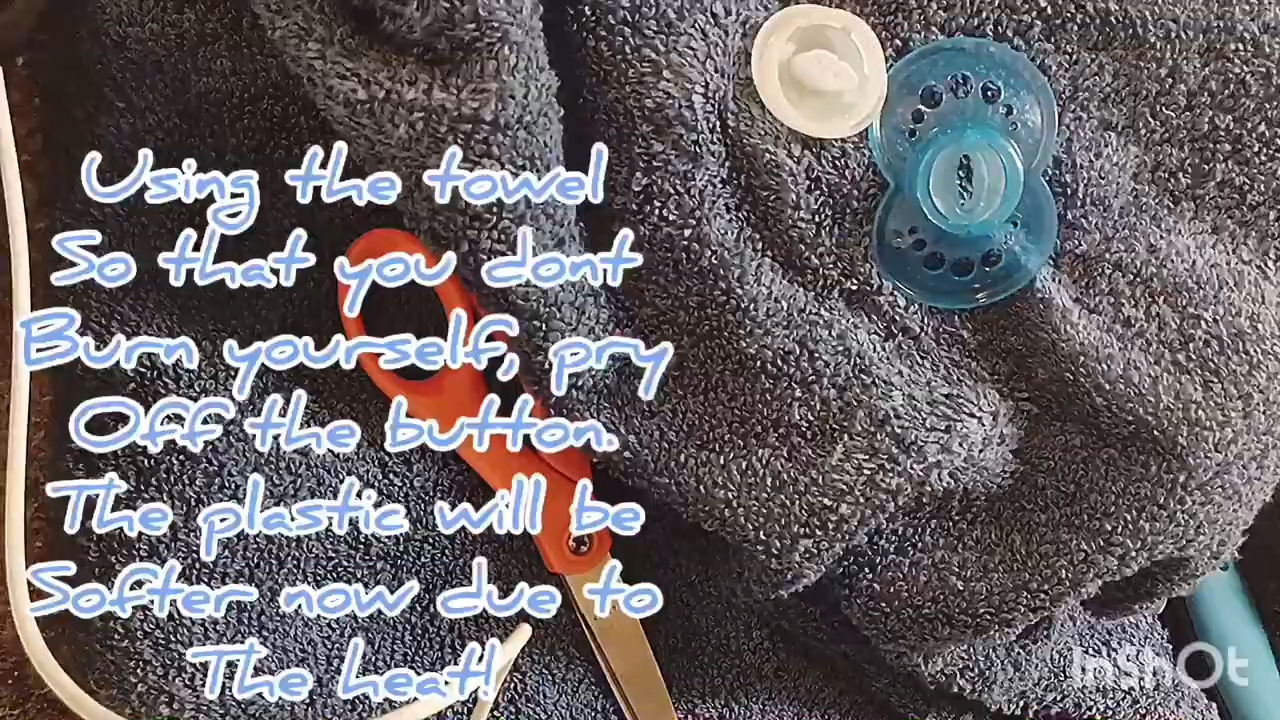 Using the towel
So that you dont
Burn yourself, pry
Off the button.
The plastic will be
Softer now due to
The heat!
InShOt